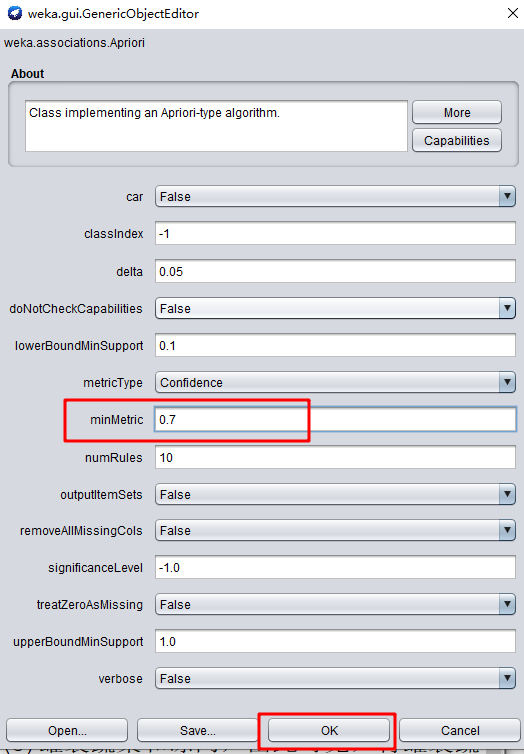 weka.gui.GenericObjectEditor
weka.associations.Apriori
About
Class implementing an Apriori-type algorithm.
More
Capabilities
car False
classIndex -1
delta 0.05
doNotCheckCapabilities False
lowerBoundMinSupport 0.1
metricType Confidence
minMetric 0.7
numRules 10
outputItemSets False
removeAllMissingCols False
significanceLevel -1.0
treatZeroAsMissing False
upperBoundMinSupport 1.0
verbose False
Open... Save... OK Cancel